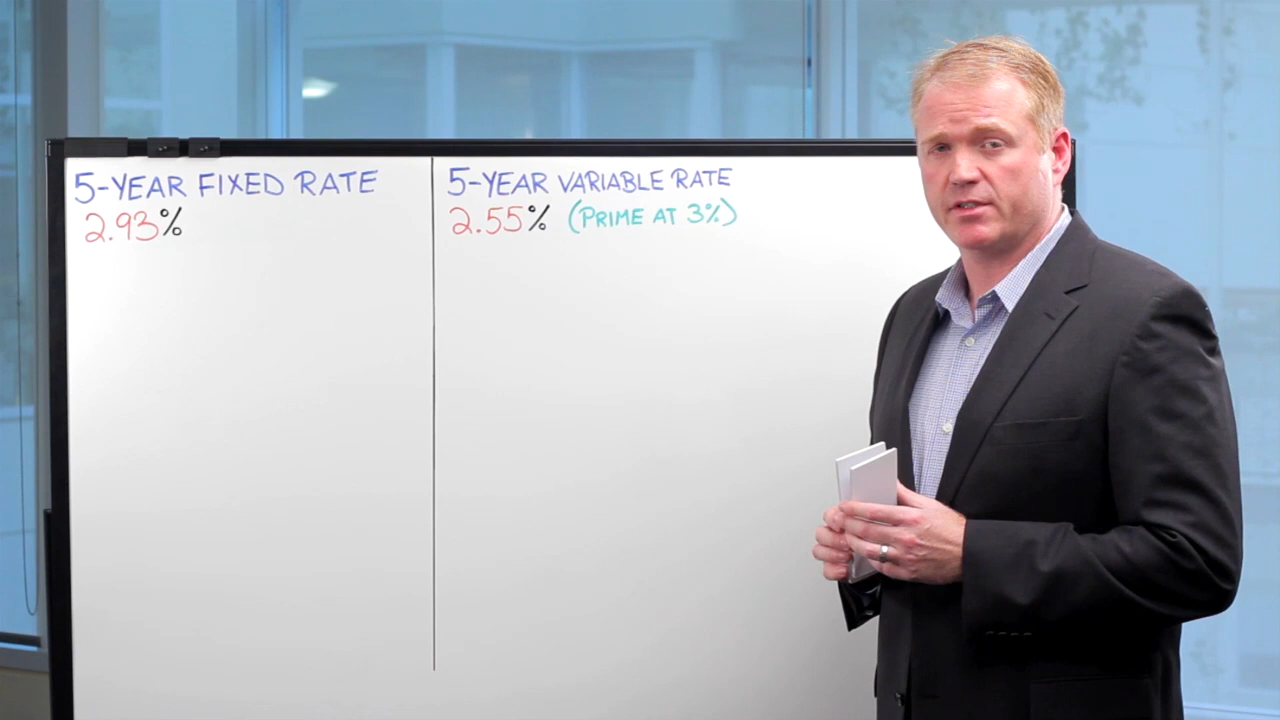 5-YEAR FIXED RATE
2.93%
5-YEAR VARIABLE RATE
2.55% (PRIME AT 3%)